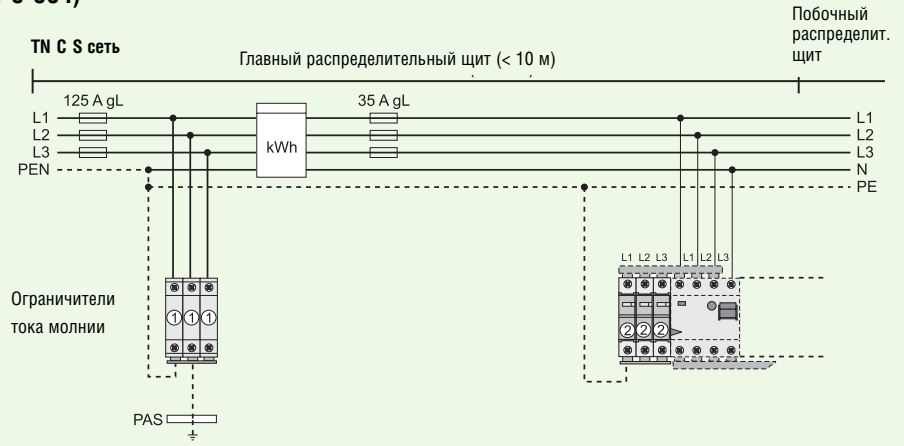 Побочный
распределит.
щит
TN C S сеть
Главный распределительный щит (< 10 м)
125 A gL
35 A gL
L1
L2
L3
PEN
kWh
L1
L2
L3
N
PE
L1 L2 L3 L1 L2 L3
Ограничители
тока молнии
1 1 1
2 2 2
PAS